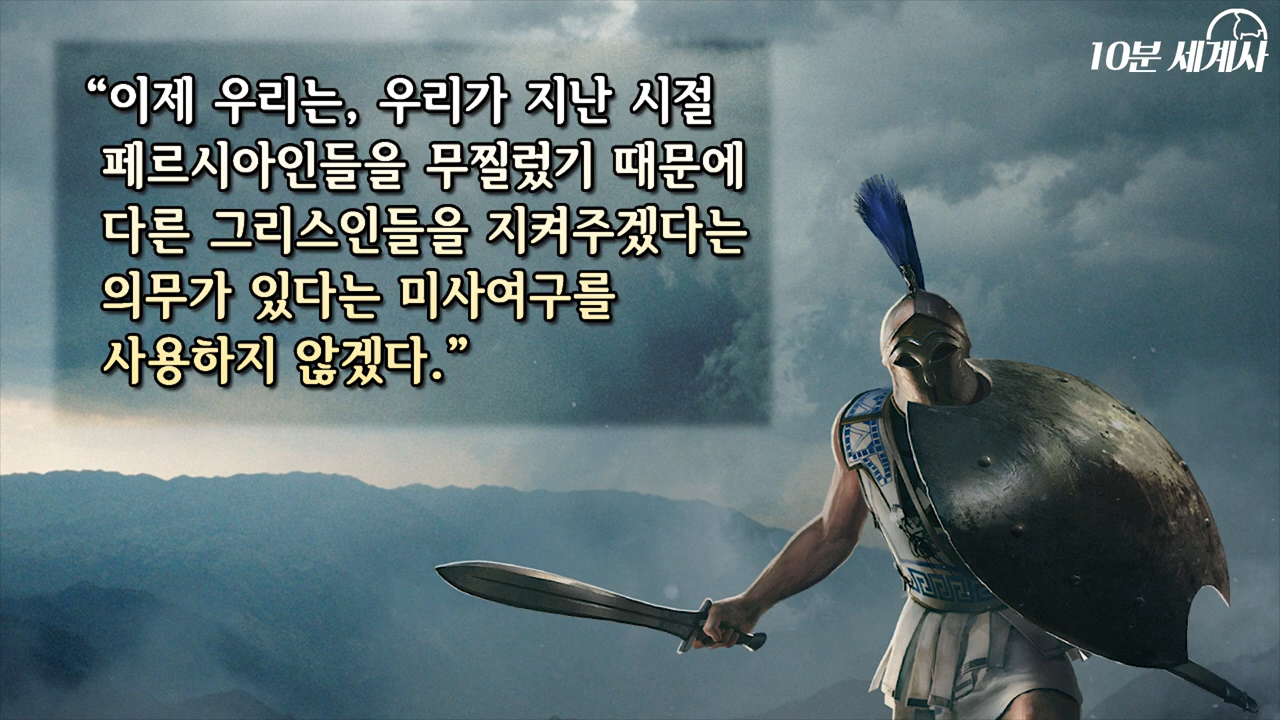 10분 세계사
“이제 우리는, 우리가 지난 시절
페르시아인들을 무찔렀기 때문에
다른 그리스인들을 지켜주겠다는
의무가 있다는 미사여구를
사용하지 않겠다.”